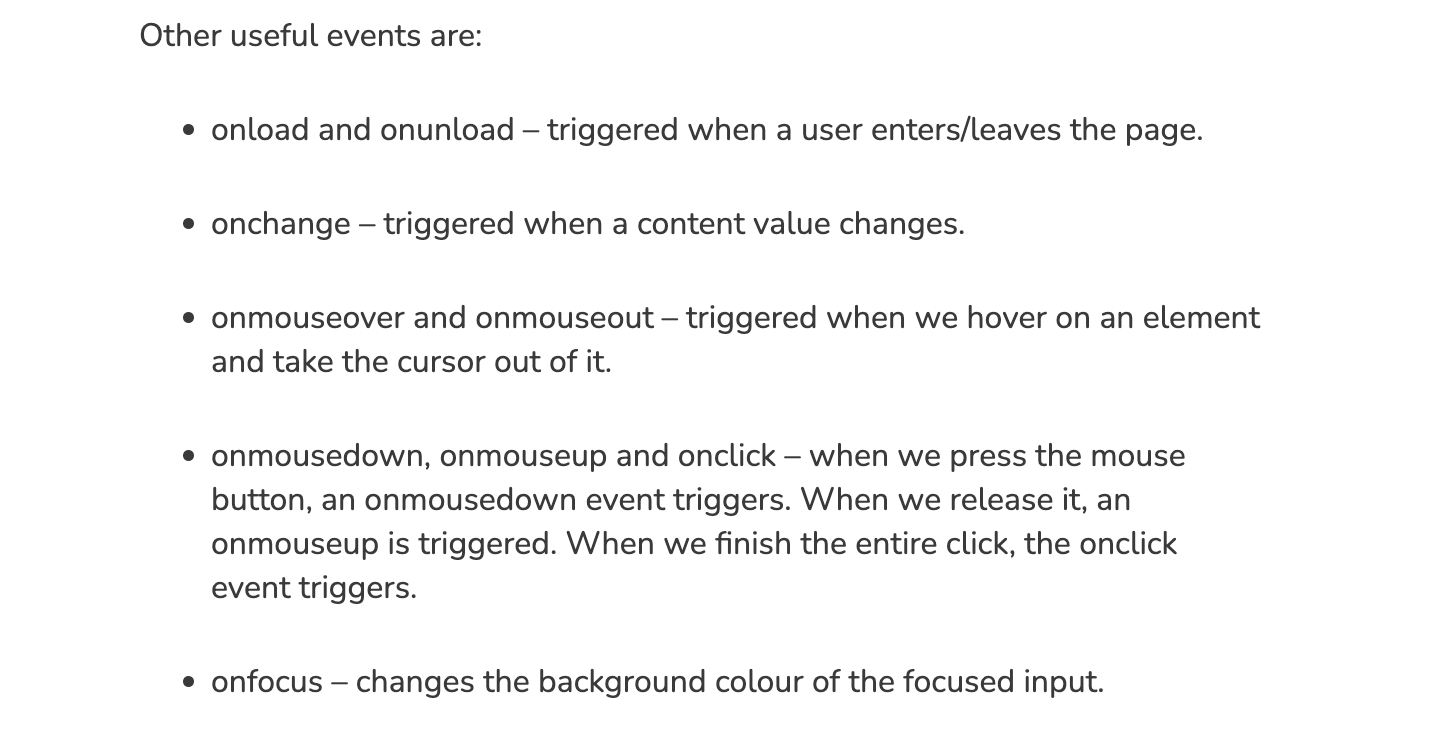 Other useful events are:
• onload and onunload – triggered when a user enters/leaves the page.
• onchange – triggered when a content value changes.
• onmouseover and onmouseout – triggered when we hover on an element
and take the cursor out of it.
• onmousedown, onmouseup and onclick – when we press the mouse
button, an onmousedown event triggers. When we release it, an
onmouseup is triggered. When we finish the entire click, the onclick
event triggers.
• onfocus – changes the background colour of the focused input.